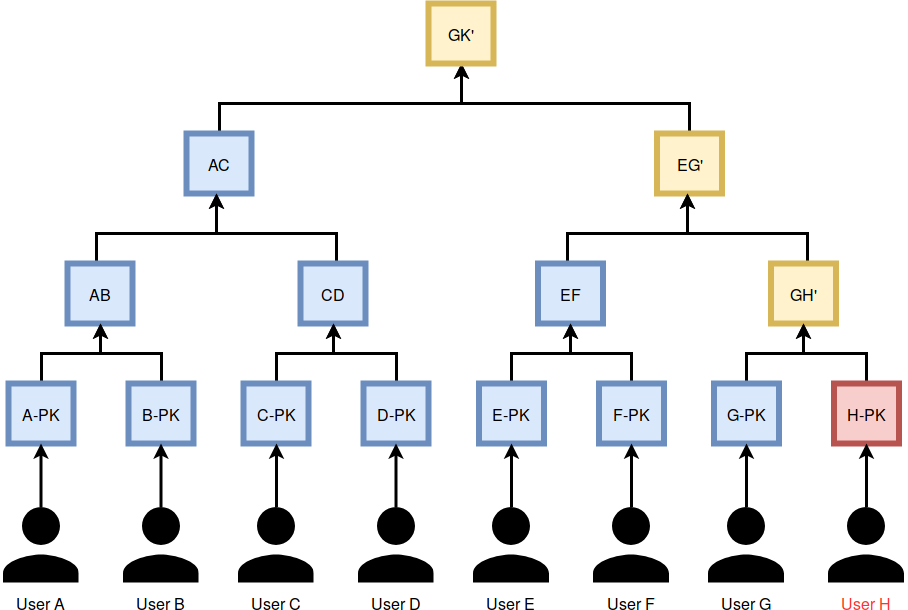 GK'
AC
EG'
AB
CD
EF
GH'
A-PK
B-PK
C-PK
D-PK
E-PK
F-PK
G-PK
H-PK
User A
User B
User C
User D
User E
User F
User G
User H